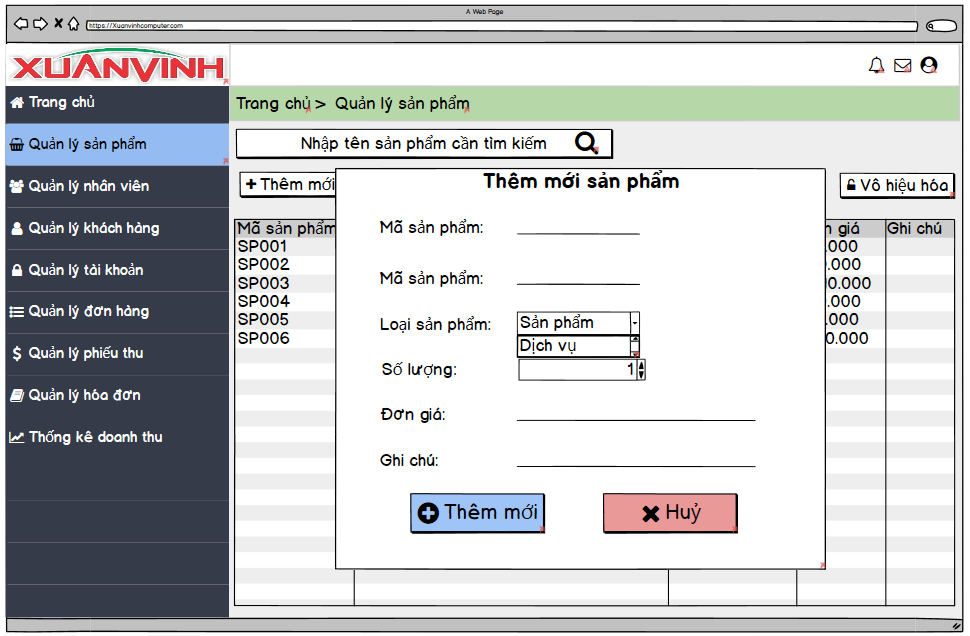 A Web Page
https://Xuanvinhcomputer.com
XUÂNVINH
Trang chủ
Quản lý sản phẩm
Quản lý nhân viên
Quản lý khách hàng
Quản lý tài khoản
Quản lý đơn hàng
Quản lý phiếu thu
Quản lý hóa đơn
Thống kê doanh thu
Trang chủ > Quản lý sản phẩm
Nhập tên sản phẩm cần tìm kiếm
Thêm mới
Vô hiệu hóa
Mã sản phẩm giá Ghi chú
SP001 .000
SP002 .000
SP003 0.000
SP004 .000
SP005 .000
SP006 0.000
Thêm mới sản phẩm
Mã sản phẩm:
Mã sản phẩm:
Loại sản phẩm: Sản phẩm
Dịch vụ
Số lượng: 1
Đơn giá:
Ghi chú:
Thêm mới
Huỷ